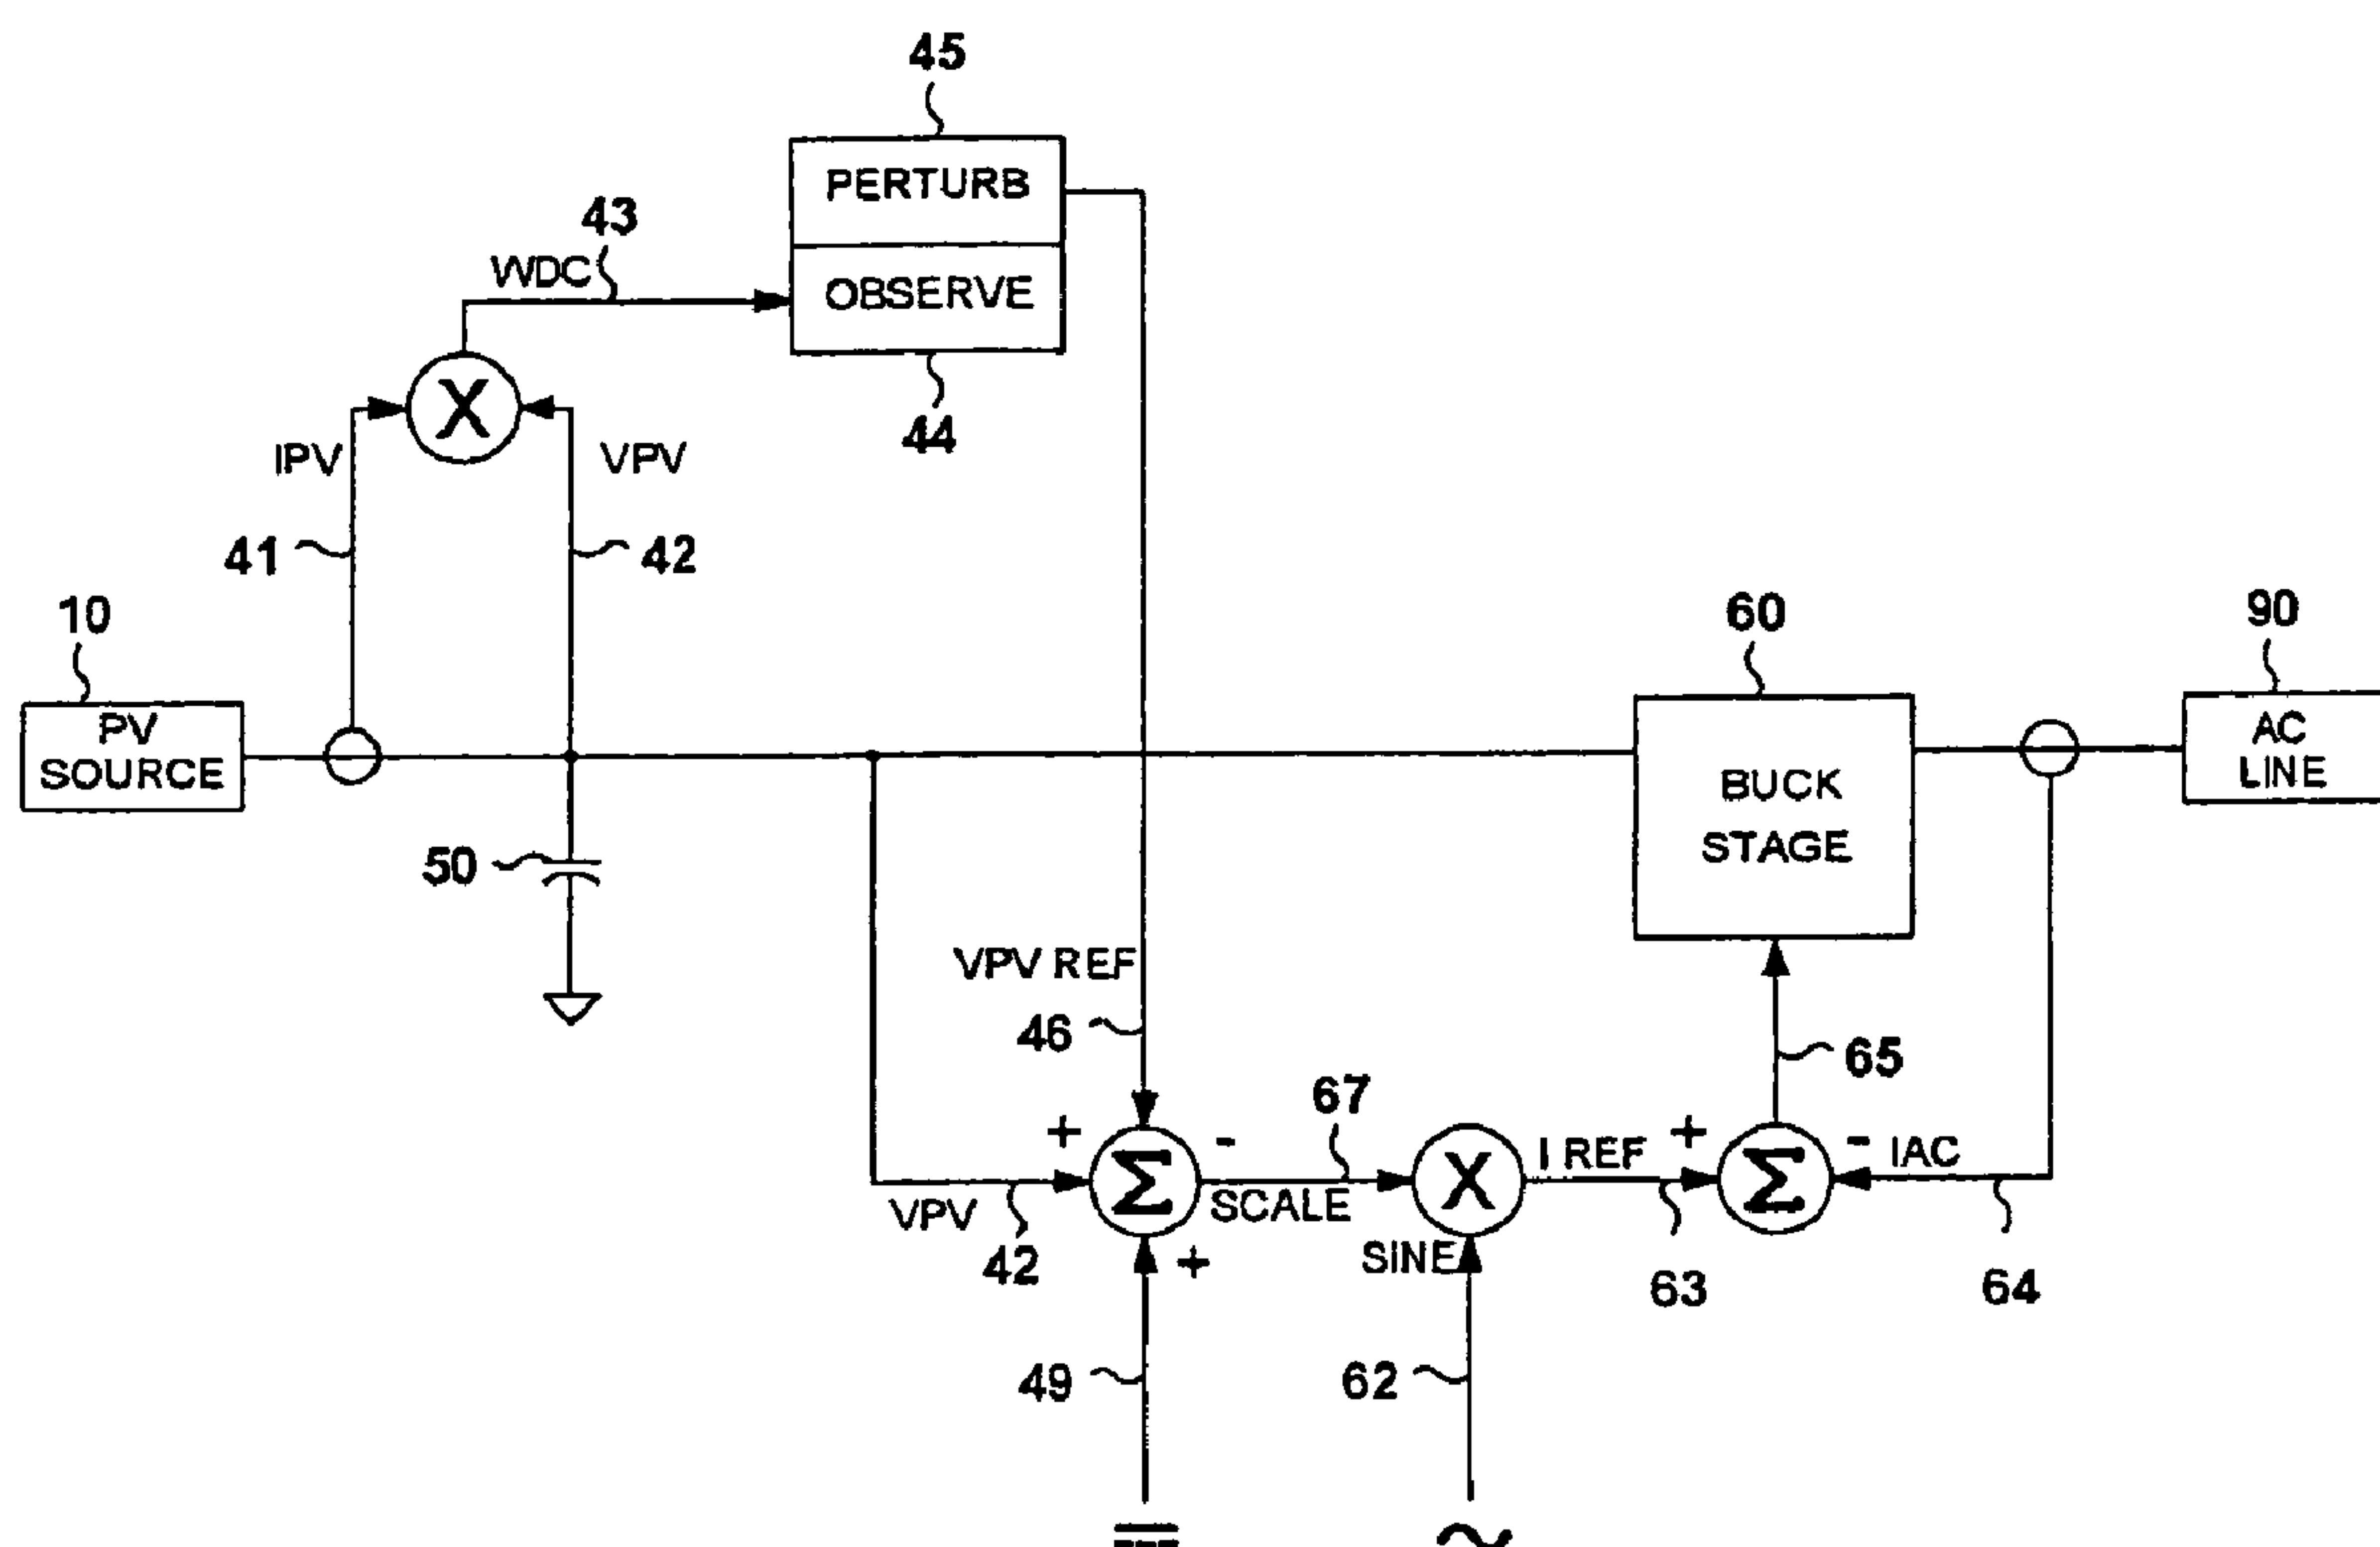 45
PERTURB
43
WDC
OBSERVE
X
44
IPV
VPV
41
42
10
60
90
PV
SOURCE
AC
LINE
BUCK
STAGE
50
VPV REF
46
65
67
+
-
+
-
Σ
X
I REF
Σ
IAC
SCALE
VPV
42
+
SINE
63
64
49
62